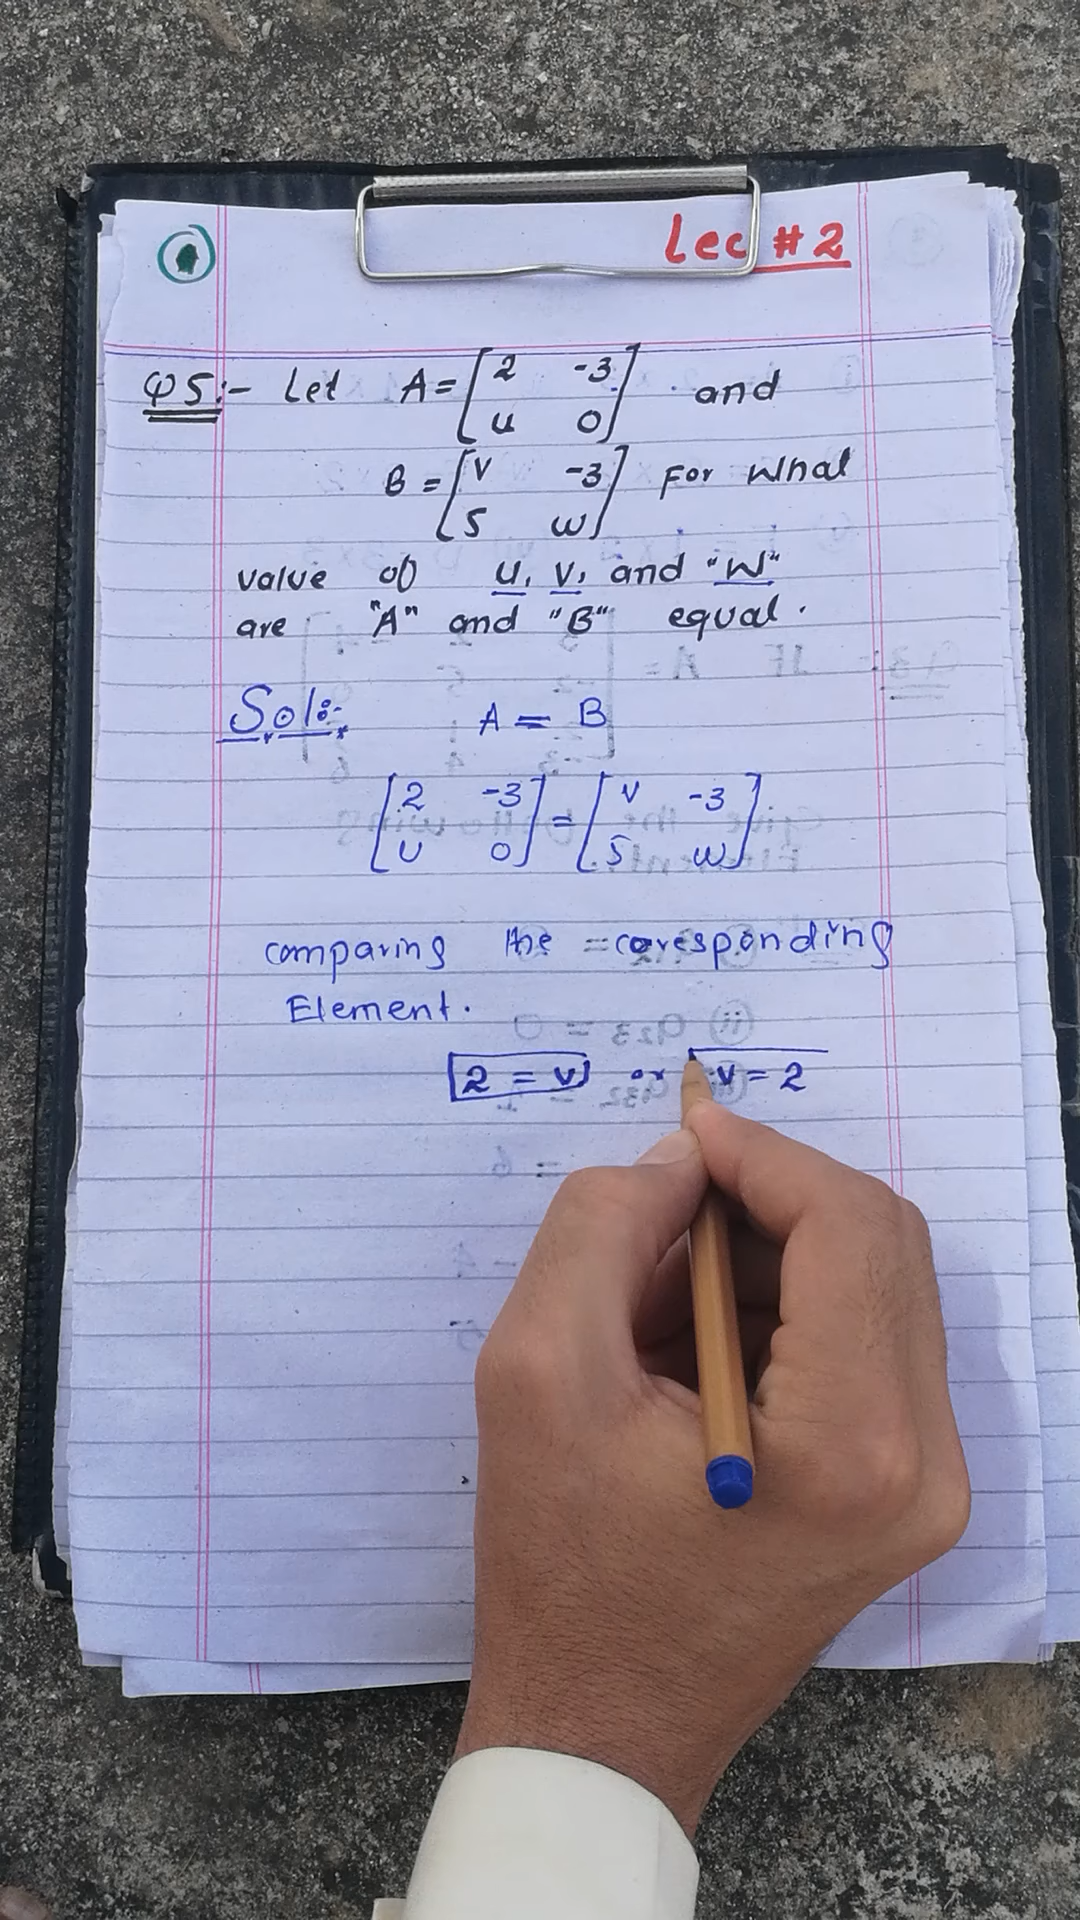 Lec # 2
Q5:- Let A = [2 -3
u 0] and
B = [v -3
5 w] For what
value of u, v, and "W"
are "A" and "B" equal.
Sol:- A = B
[2 -3
U 0] = [v -3
5 w]
comparing the = corresponding
Element.
2 = v or v = 2